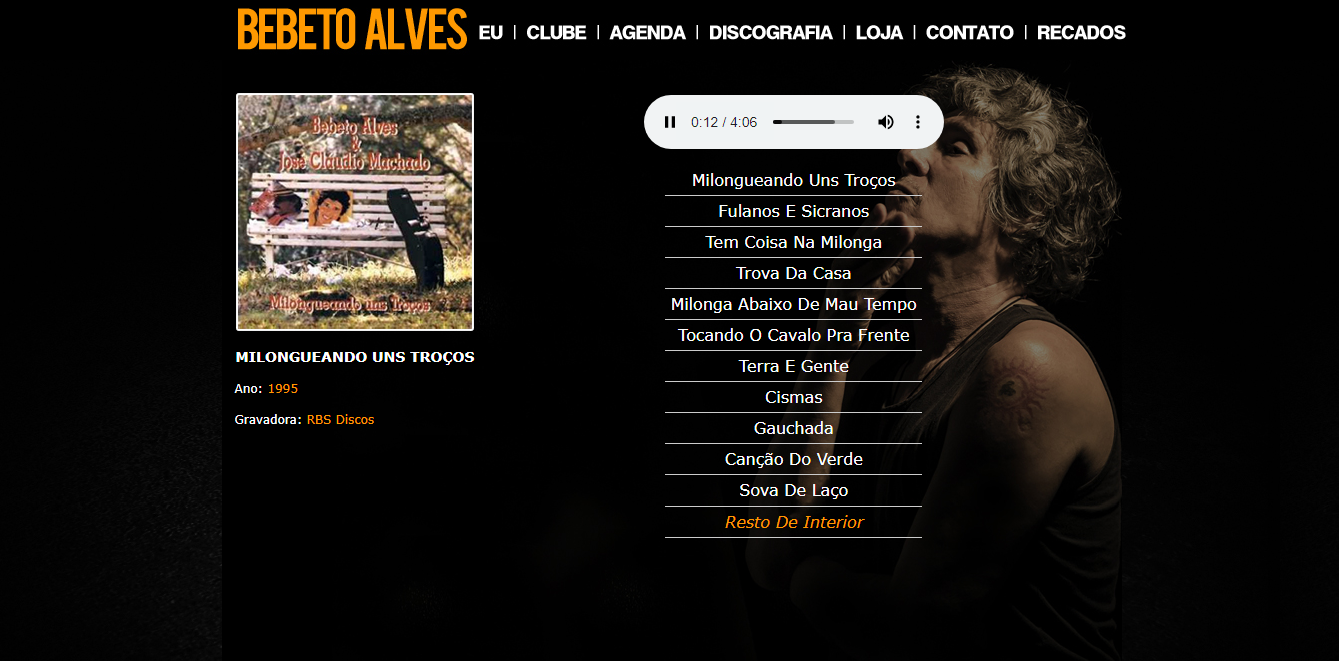 BEBETO ALVES
EU | CLUBE | AGENDA | DISCOGRAFIA | LOJA | CONTATO | RECADOS
Bebeto Alves
&
José Cláudio Machado
Milongueando uns Troços
MILONGUEANDO UNS TROÇOS
Ano: 1995
Gravadora: RBS Discos
0:12 / 4:06
Milongueando Uns Troços
Fulanos E Sicranos
Tem Coisa Na Milonga
Trova Da Casa
Milonga Abaixo De Mau Tempo
Tocando O Cavalo Pra Frente
Terra E Gente
Cismas
Gauchada
Canção Do Verde
Sova De Laço
Resto De Interior